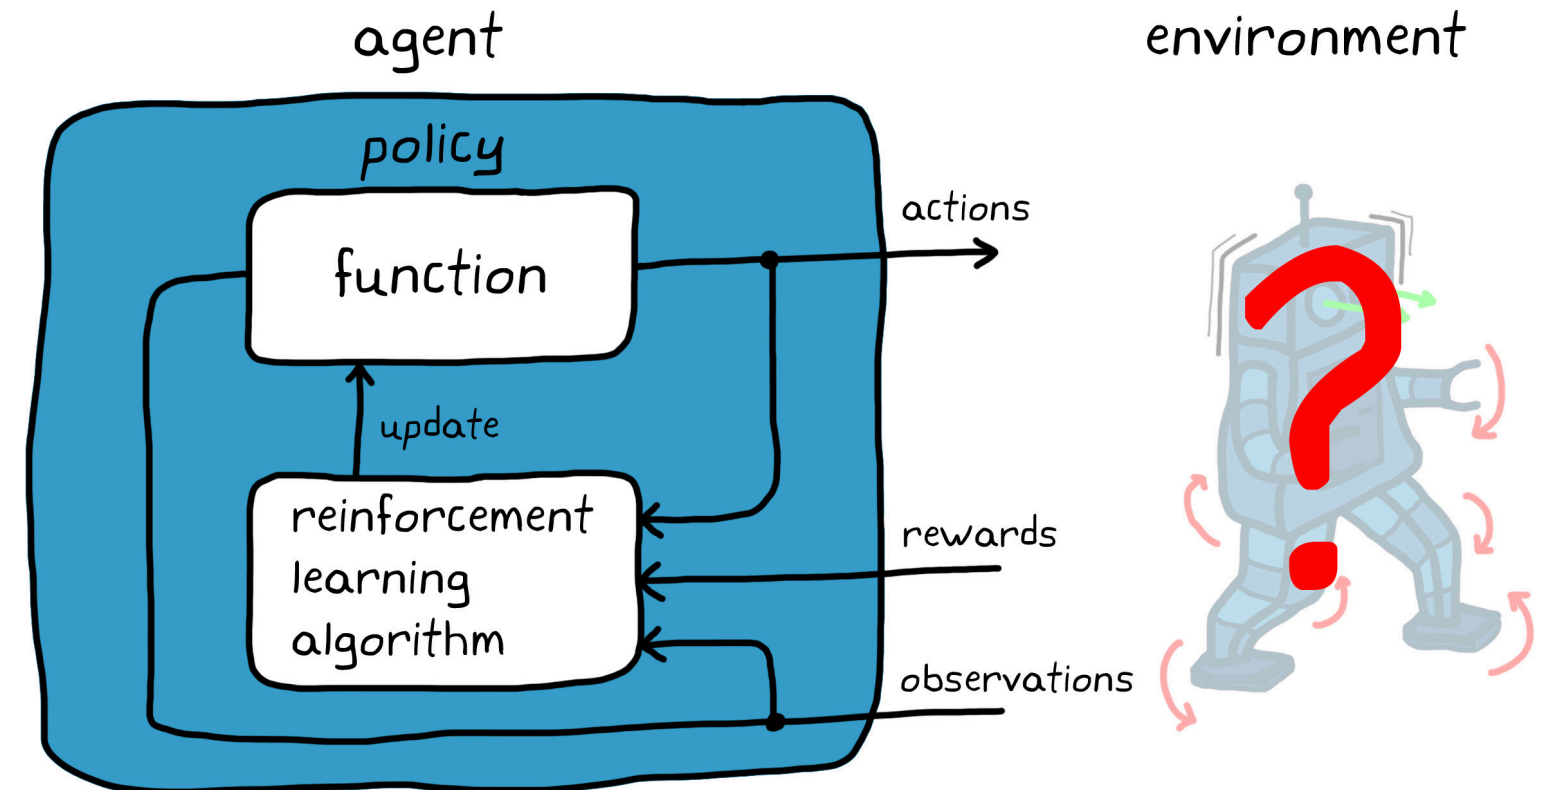 agent
environment
policy
function
actions
update
reinforcement
learning
algorithm
rewards
observations
?